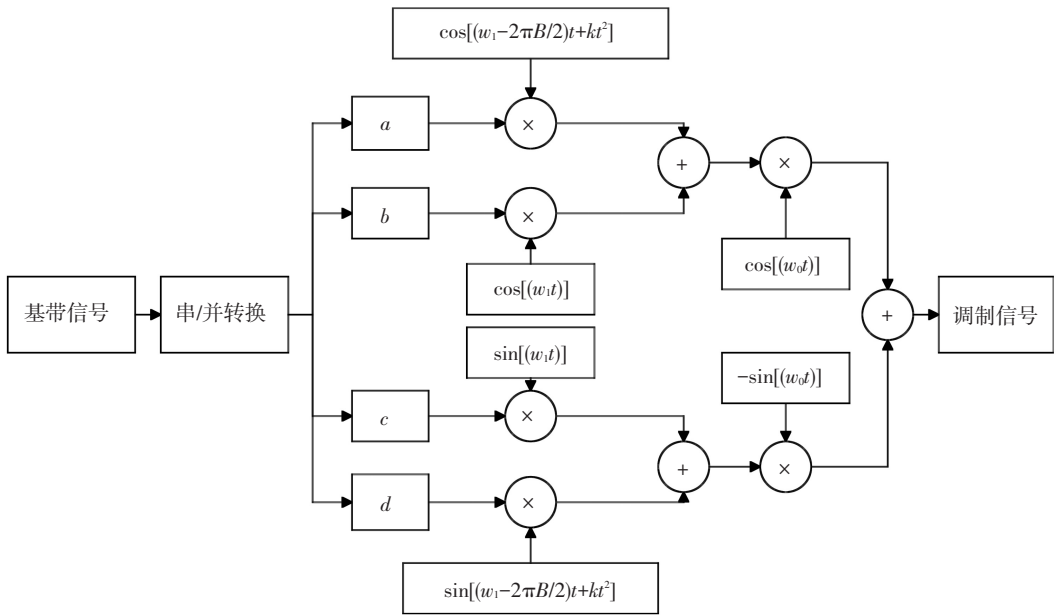 cos[(w₁−2πB/2)t+kt²]
a
×
×
+
b
×
cos[(w₁t)]
cos[(w₀t)]
基带信号
串/并转换
+
调制信号
sin[(w₁t)]
−sin[(w₀t)]
c
×
+
×
d
×
sin[(w₁−2πB/2)t+kt²]